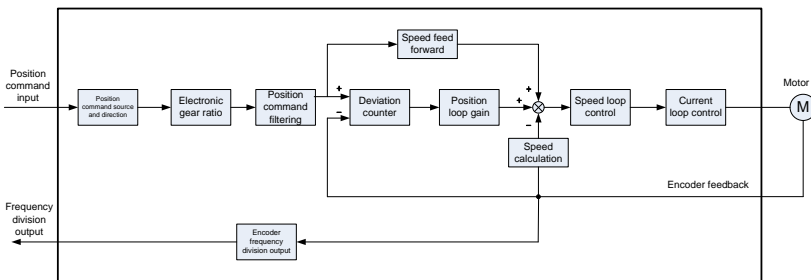 Speed feed
forward
Position
command
input
Position
command source
and direction
Electronic
gear ratio
Position
command
filtering
+
−
Deviation
counter
Position
loop gain
+
+
−
Speed loop
control
Current
loop control
Motor
M
Speed
calculation
Encoder feedback
Frequency
division
output
Encoder
frequency
division output